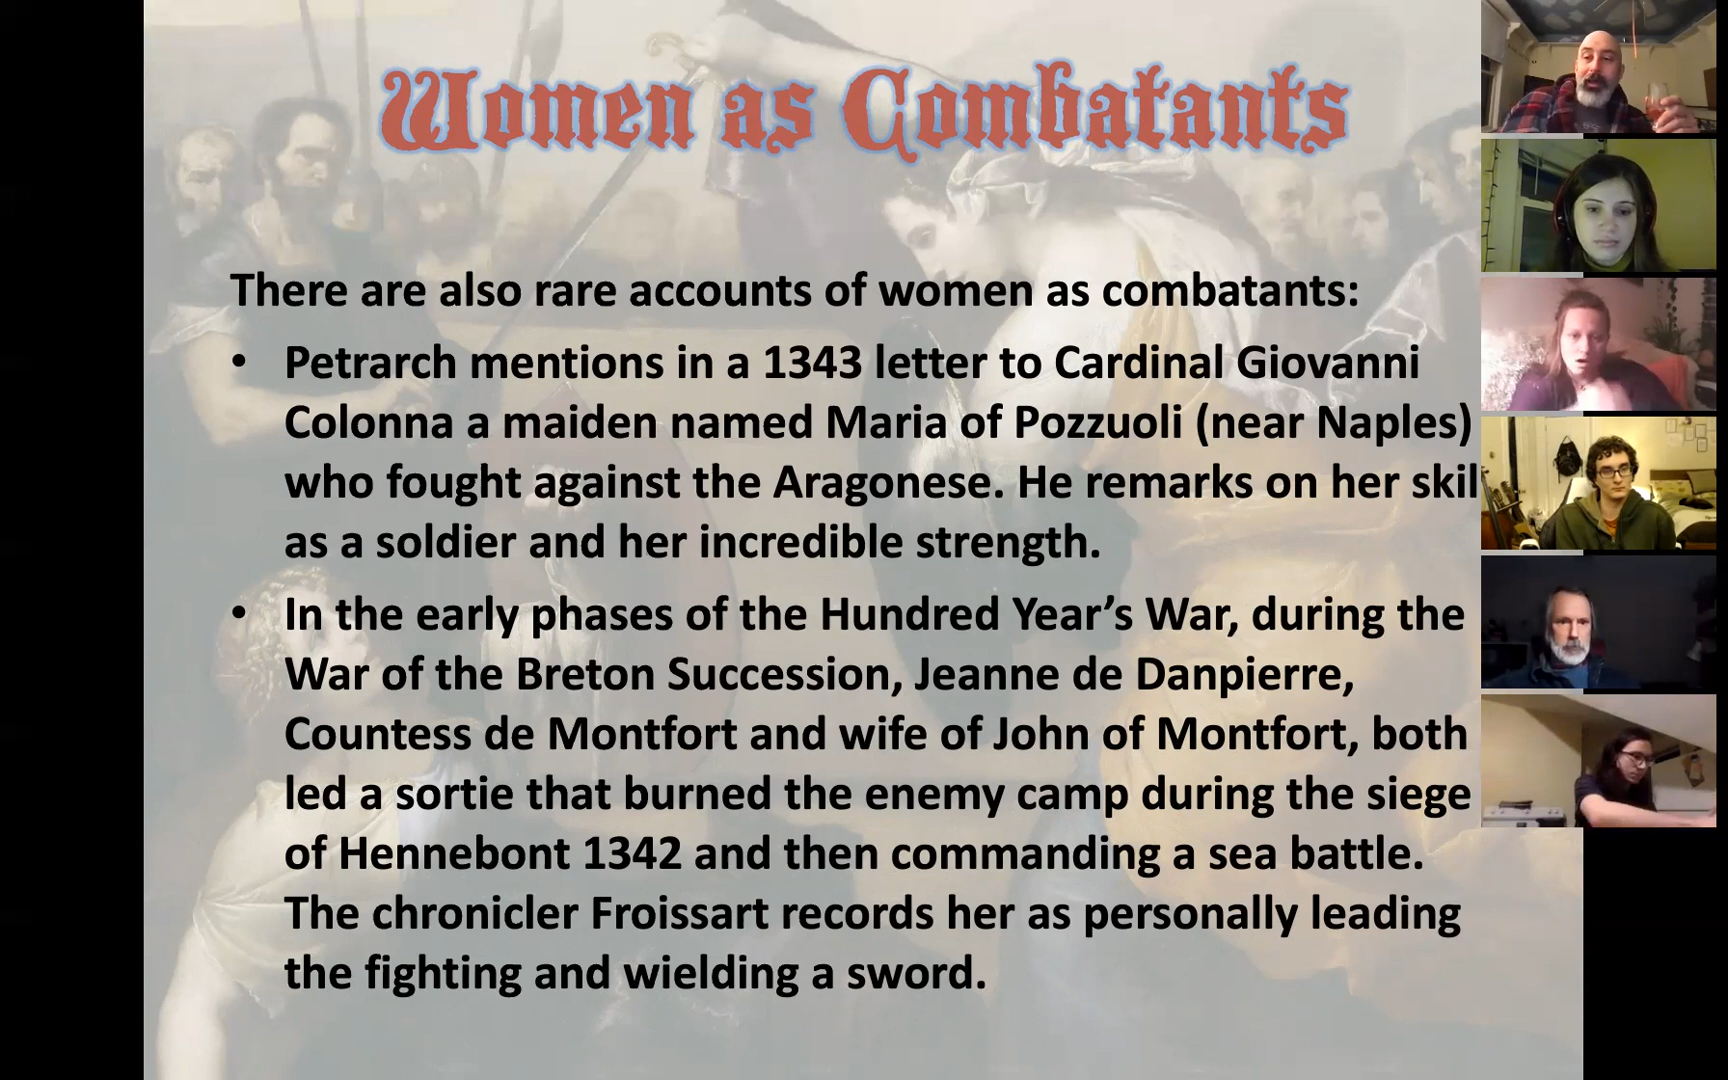 Women as Combatants
There are also rare accounts of women as combatants:
• Petrarch mentions in a 1343 letter to Cardinal Giovanni
Colonna a maiden named Maria of Pozzuoli (near Naples)
who fought against the Aragonese. He remarks on her skil
as a soldier and her incredible strength.
• In the early phases of the Hundred Year’s War, during the
War of the Breton Succession, Jeanne de Danpierre,
Countess de Montfort and wife of John of Montfort, both
led a sortie that burned the enemy camp during the siege
of Hennebont 1342 and then commanding a sea battle.
The chronicler Froissart records her as personally leading
the fighting and wielding a sword.